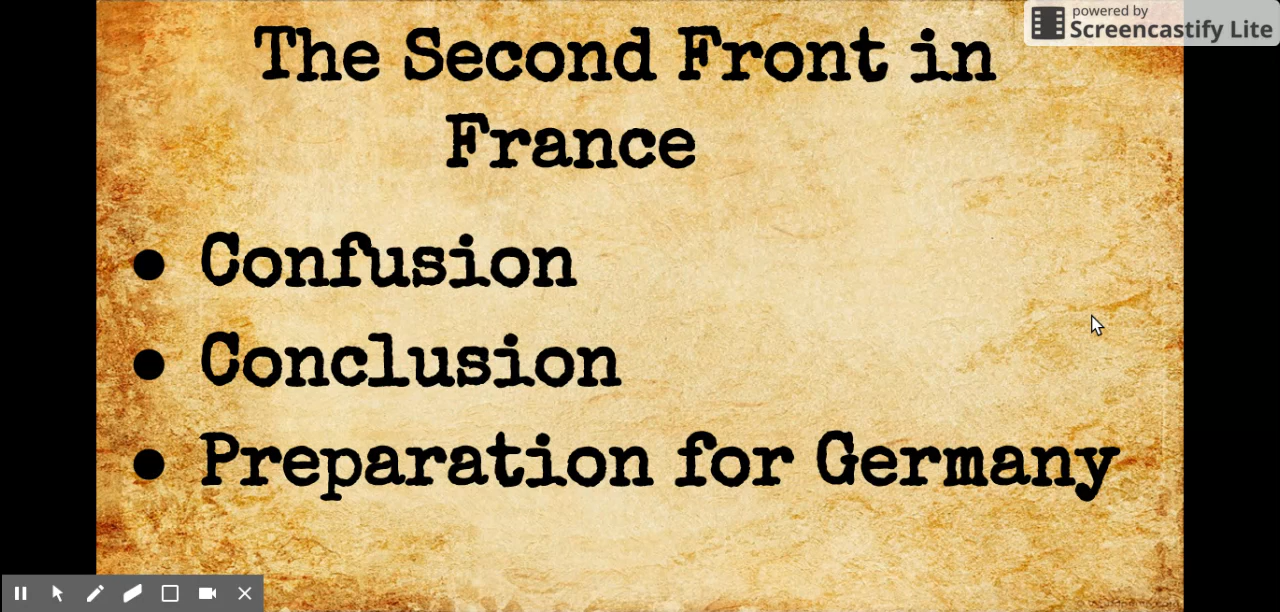 powered by
Screencastify Lite
The Second Front in
France
● Confusion
● Conclusion
● Preparation for Germany